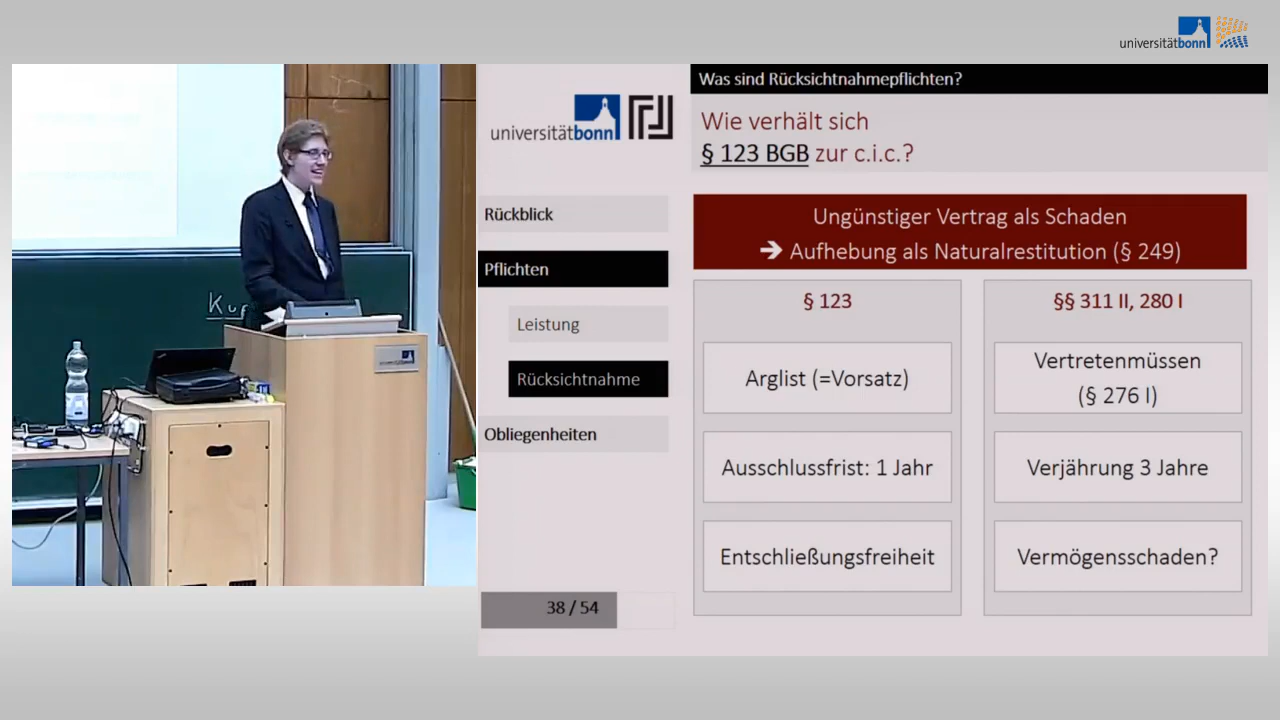 universitätbonn
Was sind Rücksichtnahmepflichten?
universitätbonn
Wie verhält sich
§ 123 BGB zur c.i.c.?
Rückblick
Pflichten
Leistung
Rücksichtnahme
Obliegenheiten
38 / 54
Ungünstiger Vertrag als Schaden
➔ Aufhebung als Naturalrestitution (§ 249)
§ 123
Arglist (=Vorsatz)
Ausschlussfrist: 1 Jahr
Entschließungsfreiheit
§§ 311 II, 280 I
Vertretenmüssen
(§ 276 I)
Verjährung 3 Jahre
Vermögensschaden?